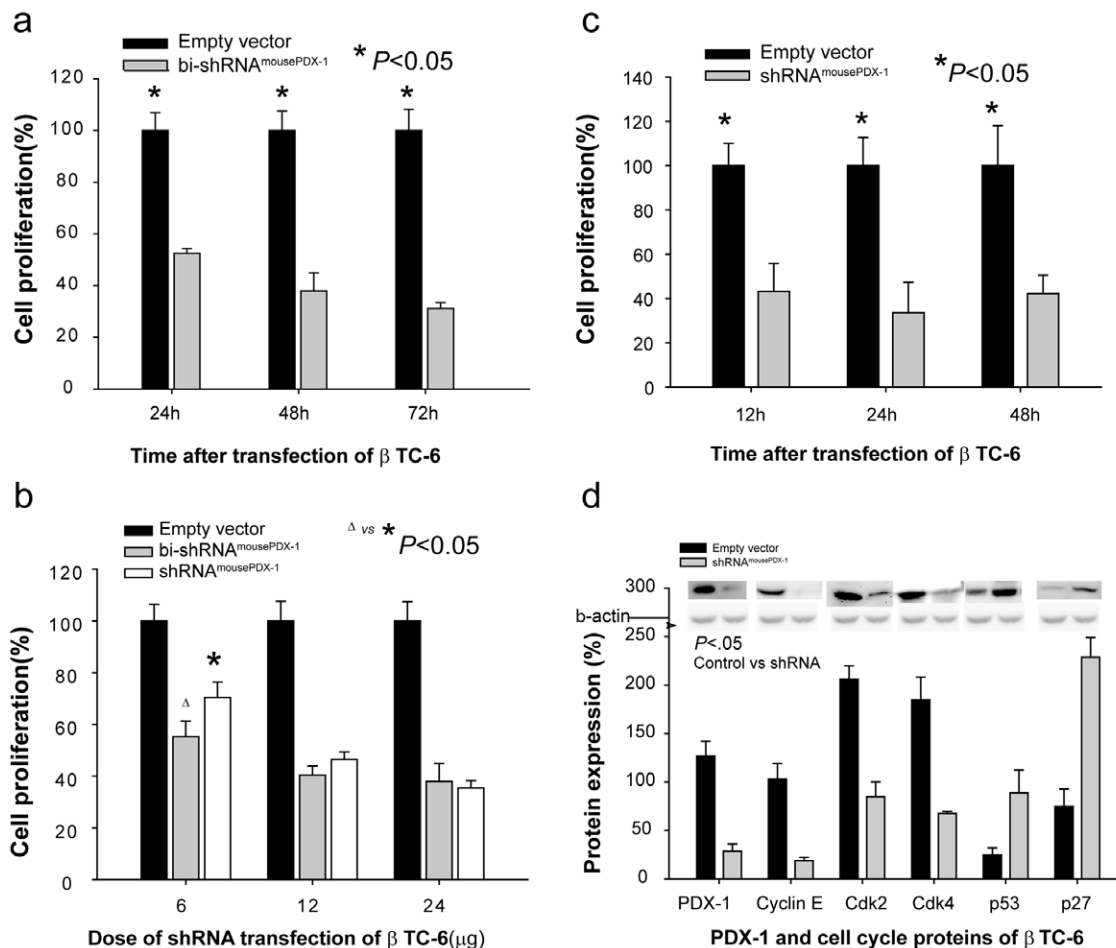 a
Empty vector
bi-shRNA^mousePDX-1
* P<0.05
120
100
80
60
40
20
0
* * *
Cell proliferation(%)
24h 48h 72h
Time after transfection of β TC-6
b
Empty vector
bi-shRNA^mousePDX-1
shRNA^mousePDX-1
Δ vs * P<0.05
120
100
80
60
40
20
0
Δ *
Cell proliferation(%)
6 12 24
Dose of shRNA transfection of β TC-6(μg)
c
Empty vector
shRNA^mousePDX-1
*P<0.05
140
120
100
80
60
40
20
0
* * *
Cell proliferation(%)
12h 24h 48h
Time after transfection of β TC-6
d
Empty vector
shRNA^mousePDX-1
300
b-actin
250
200
150
100
50
0
P<.05
Control vs shRNA
Protein expression (%)
PDX-1 Cyclin E Cdk2 Cdk4 p53 p27
PDX-1 and cell cycle proteins of β TC-6